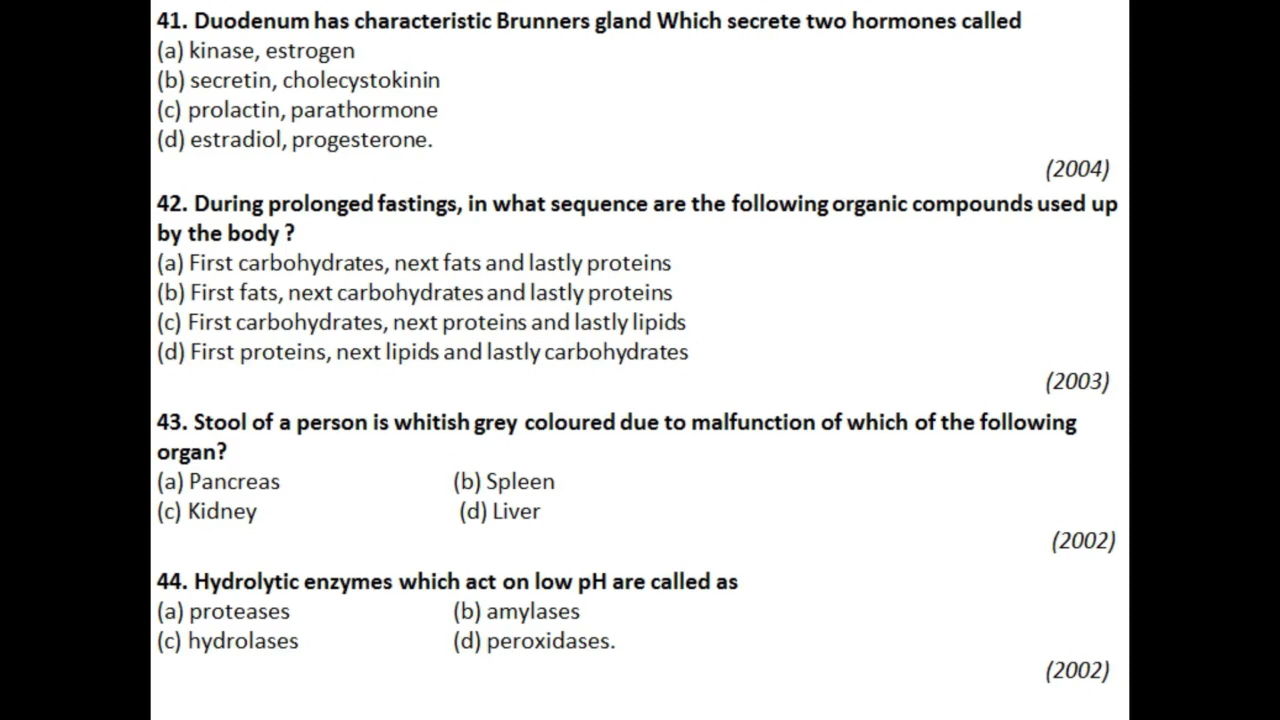 41. Duodenum has characteristic Brunners gland Which secrete two hormones called
(a) kinase, estrogen
(b) secretin, cholecystokinin
(c) prolactin, parathormone
(d) estradiol, progesterone.
(2004)
42. During prolonged fastings, in what sequence are the following organic compounds used up
by the body ?
(a) First carbohydrates, next fats and lastly proteins
(b) First fats, next carbohydrates and lastly proteins
(c) First carbohydrates, next proteins and lastly lipids
(d) First proteins, next lipids and lastly carbohydrates
(2003)
43. Stool of a person is whitish grey coloured due to malfunction of which of the following
organ?
(a) Pancreas (b) Spleen
(c) Kidney (d) Liver
(2002)
44. Hydrolytic enzymes which act on low pH are called as
(a) proteases (b) amylases
(c) hydrolases (d) peroxidases.
(2002)